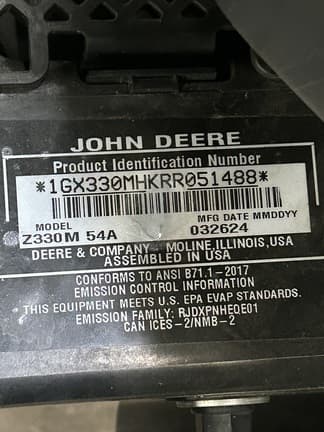 JOHN DEERE
Product Identification Number
*1GX330MHKRR051488*
MODEL MFG DATE MMDDYY
Z330M 54A 032624
DEERE & COMPANY MOLINE, ILLINOIS, USA
ASSEMBLED IN USA
CONFORMS TO ANSI B71.1-2017
EMISSION CONTROL INFORMATION
THIS EQUIPMENT MEETS U.S. EPA EVAP STANDARDS.
EMISSION FAMILY: RJDXPNHEQE01
CAN ICES-2/NMB-2